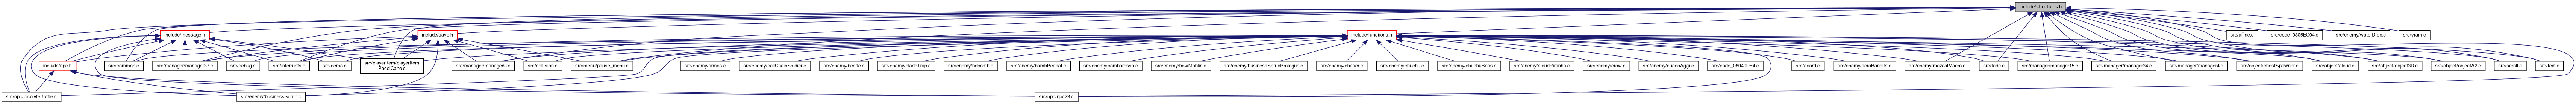 include/structures.h
include/message.h
include/save.h
include/functions.h
src/affine.c
src/code_0805EC04.c
src/enemy/waterDrop.c
src/vram.c
include/npc.h
src/common.c
src/manager/manager37.c
src/debug.c
src/interrupts.c
src/demo.c
src/playerItem/playerItem
PacciCane.c
src/manager/managerC.c
src/collision.c
src/menu/pause_menu.c
src/enemy/armos.c
src/enemy/ballChainSoldier.c
src/enemy/beetle.c
src/enemy/bladeTrap.c
src/enemy/bobomb.c
src/enemy/bombPeahat.c
src/enemy/bombarossa.c
src/enemy/bowMoblin.c
src/enemy/businessScrubPrologue.c
src/enemy/chaser.c
src/enemy/chuchu.c
src/enemy/chuchuBoss.c
src/enemy/cloudPiranha.c
src/enemy/crow.c
src/enemy/cuccoAggr.c
src/code_08049DF4.c
src/coord.c
src/enemy/acroBandits.c
src/enemy/mazaalMacro.c
src/fade.c
src/manager/manager15.c
src/manager/manager34.c
src/manager/manager4.c
src/object/chestSpawner.c
src/object/cloud.c
src/object/object3D.c
src/object/objectA2.c
src/scroll.c
src/text.c
src/npc/picolyteBottle.c
src/enemy/businessScrub.c
src/npc/npc23.c